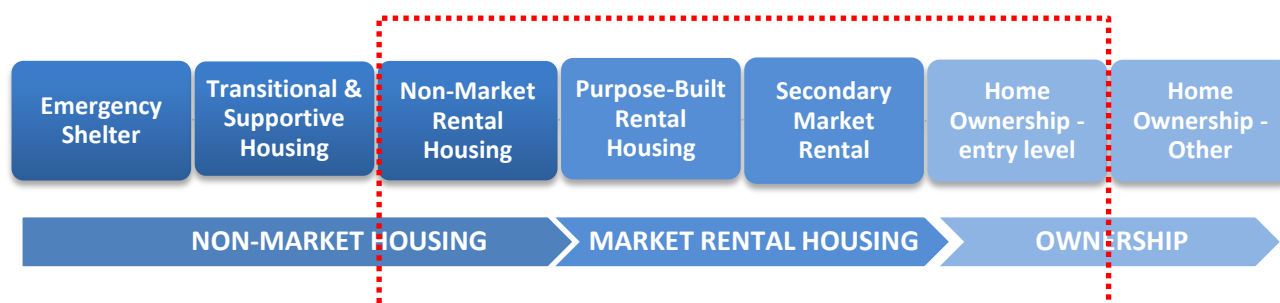 Emergency
Shelter
Transitional &
Supportive
Housing
Non-Market
Rental
Housing
Purpose-Built
Rental
Housing
Secondary
Market
Rental
Home
Ownership -
entry level
Home
Ownership -
Other
NON-MARKET HOUSING
MARKET RENTAL HOUSING
OWNERSHIP